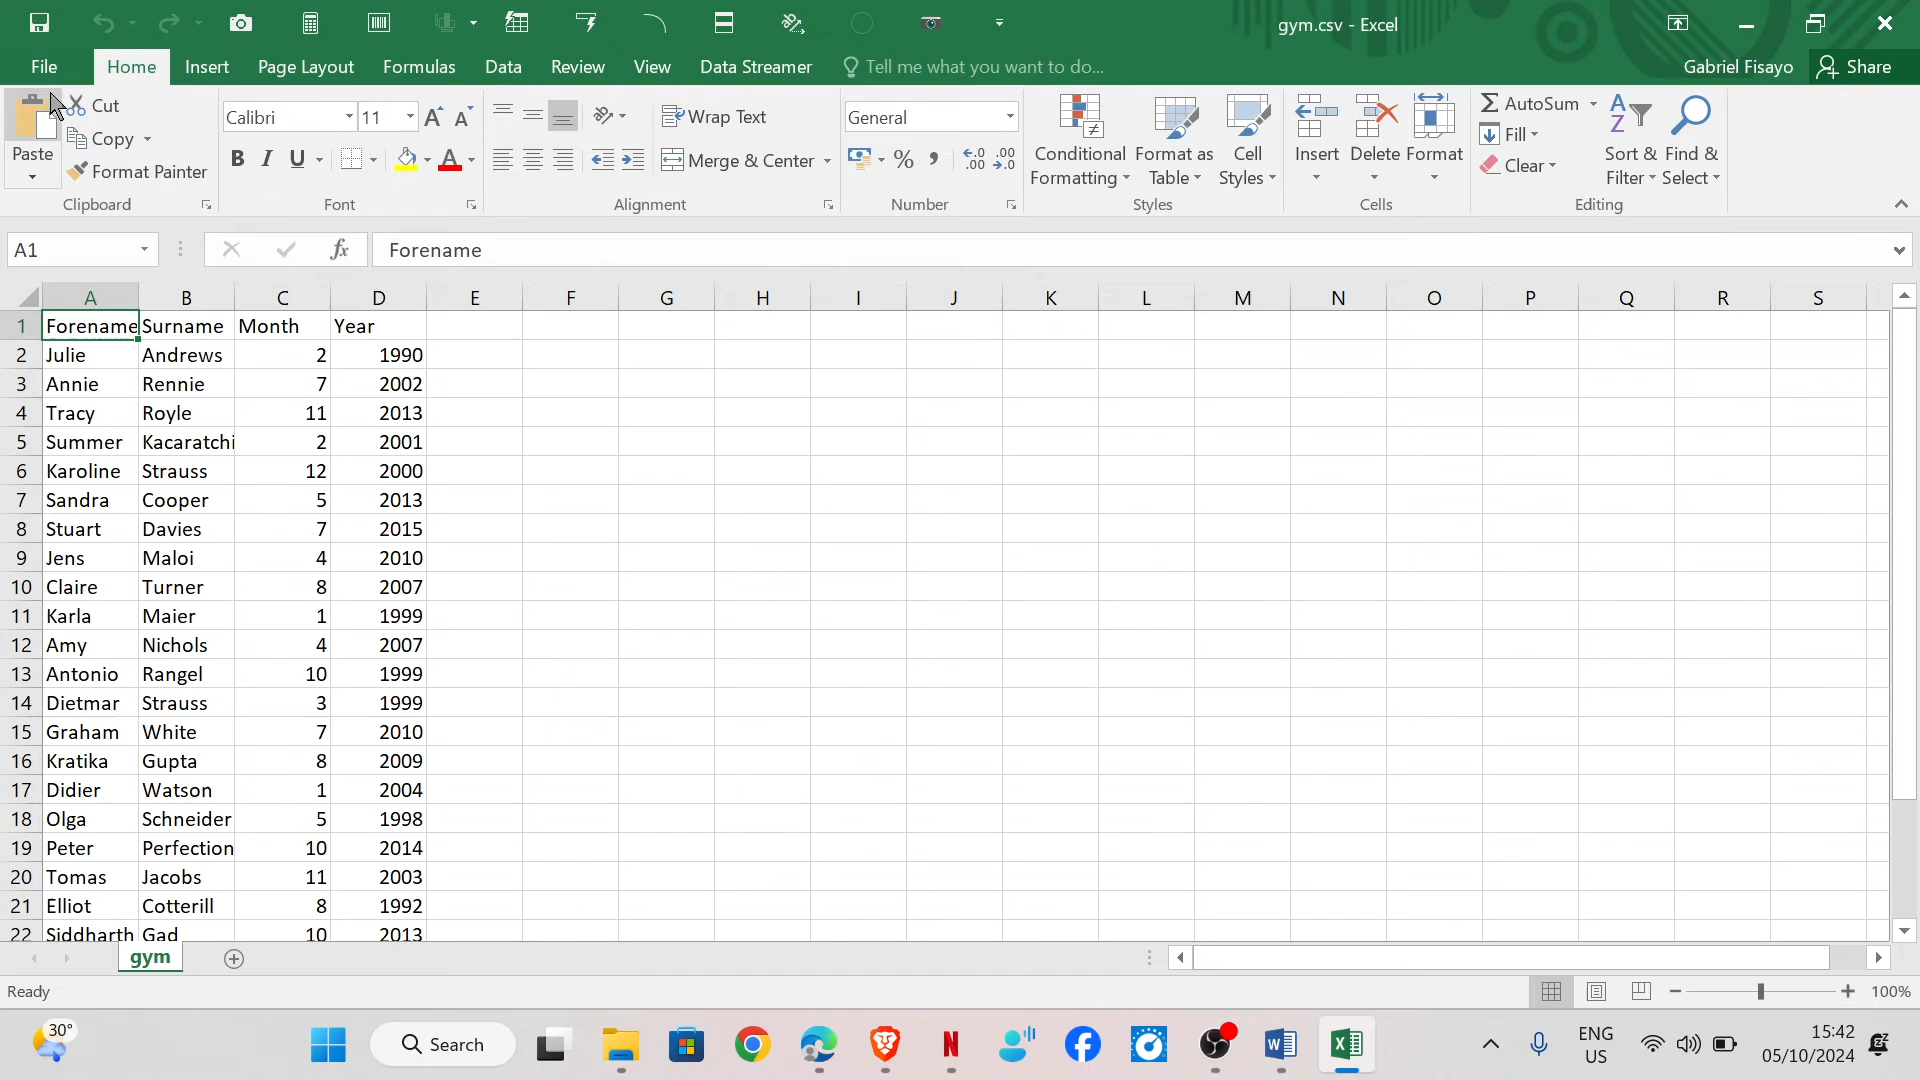 gym.csv - Excel
File Home Insert Page Layout Formulas Data Review View Data Streamer Tell me what you want to do... Gabriel Fisayo Share
Paste
Cut
Copy
Format Painter
Clipboard
Calibri 11
B I U
Font
Wrap Text
Merge & Center
Alignment
General
Number
Conditional Formatting
Format as Table
Cell Styles
Styles
Insert Delete Format
Cells
AutoSum
Fill
Clear
Sort & Filter
Find & Select
Editing
A1 fx Forename
A B C D E F G H I J K L M N O P Q R S
1 Forename Surname Month Year
2 Julie Andrews 2 1990
3 Annie Rennie 7 2002
4 Tracy Royle 11 2013
5 Summer Kacaratchi 2 2001
6 Karoline Strauss 12 2000
7 Sandra Cooper 5 2013
8 Stuart Davies 7 2015
9 Jens Maloi 4 2010
10 Claire Turner 8 2007
11 Karla Maier 1 1999
12 Amy Nichols 4 2007
13 Antonio Rangel 10 1999
14 Dietmar Strauss 3 1999
15 Graham White 7 2010
16 Kratika Gupta 8 2009
17 Didier Watson 1 2004
18 Olga Schneider 5 1998
19 Peter Perfection 10 2014
20 Tomas Jacobs 11 2003
21 Elliot Cotterill 8 1992
22 Siddharth Gad 10 2013
gym
Ready 100%
30° Search ENG US 15:42 05/10/2024